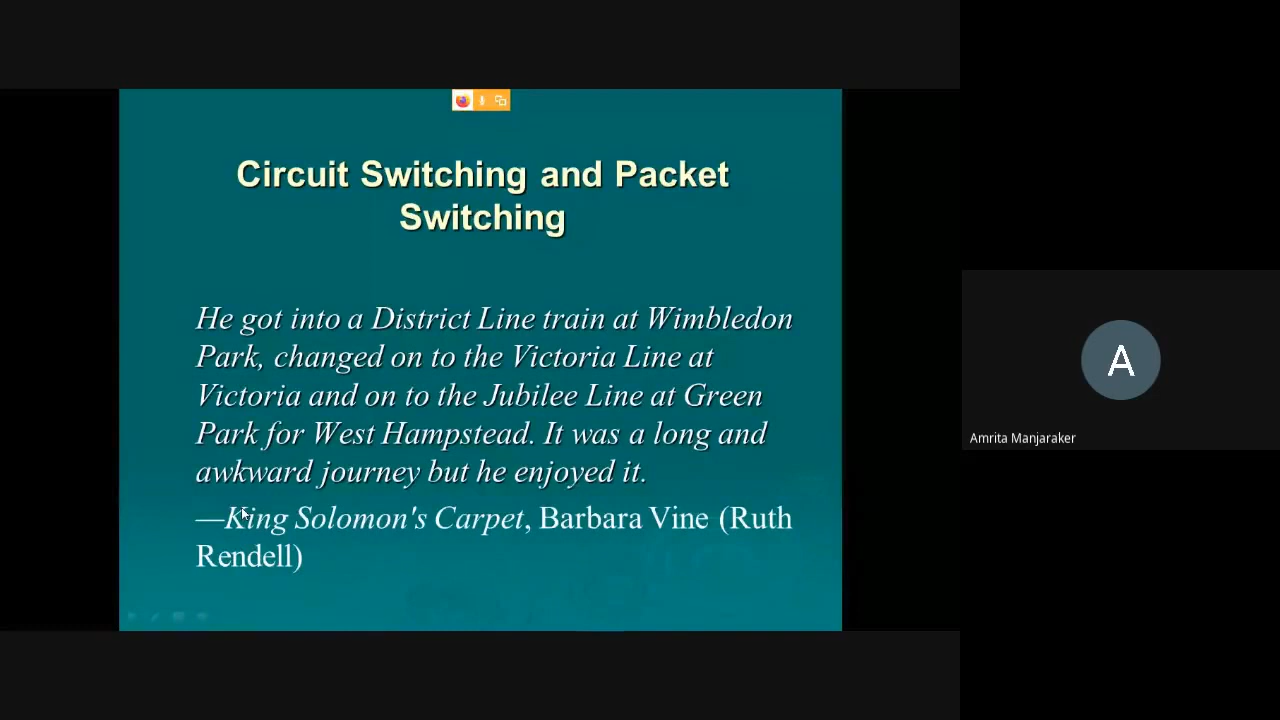 Circuit Switching and Packet
Switching
He got into a District Line train at Wimbledon
Park, changed on to the Victoria Line at
Victoria and on to the Jubilee Line at Green
Park for West Hampstead. It was a long and
awkward journey but he enjoyed it.
—King Solomon's Carpet, Barbara Vine (Ruth
Rendell)
A
Amrita Manjaraker